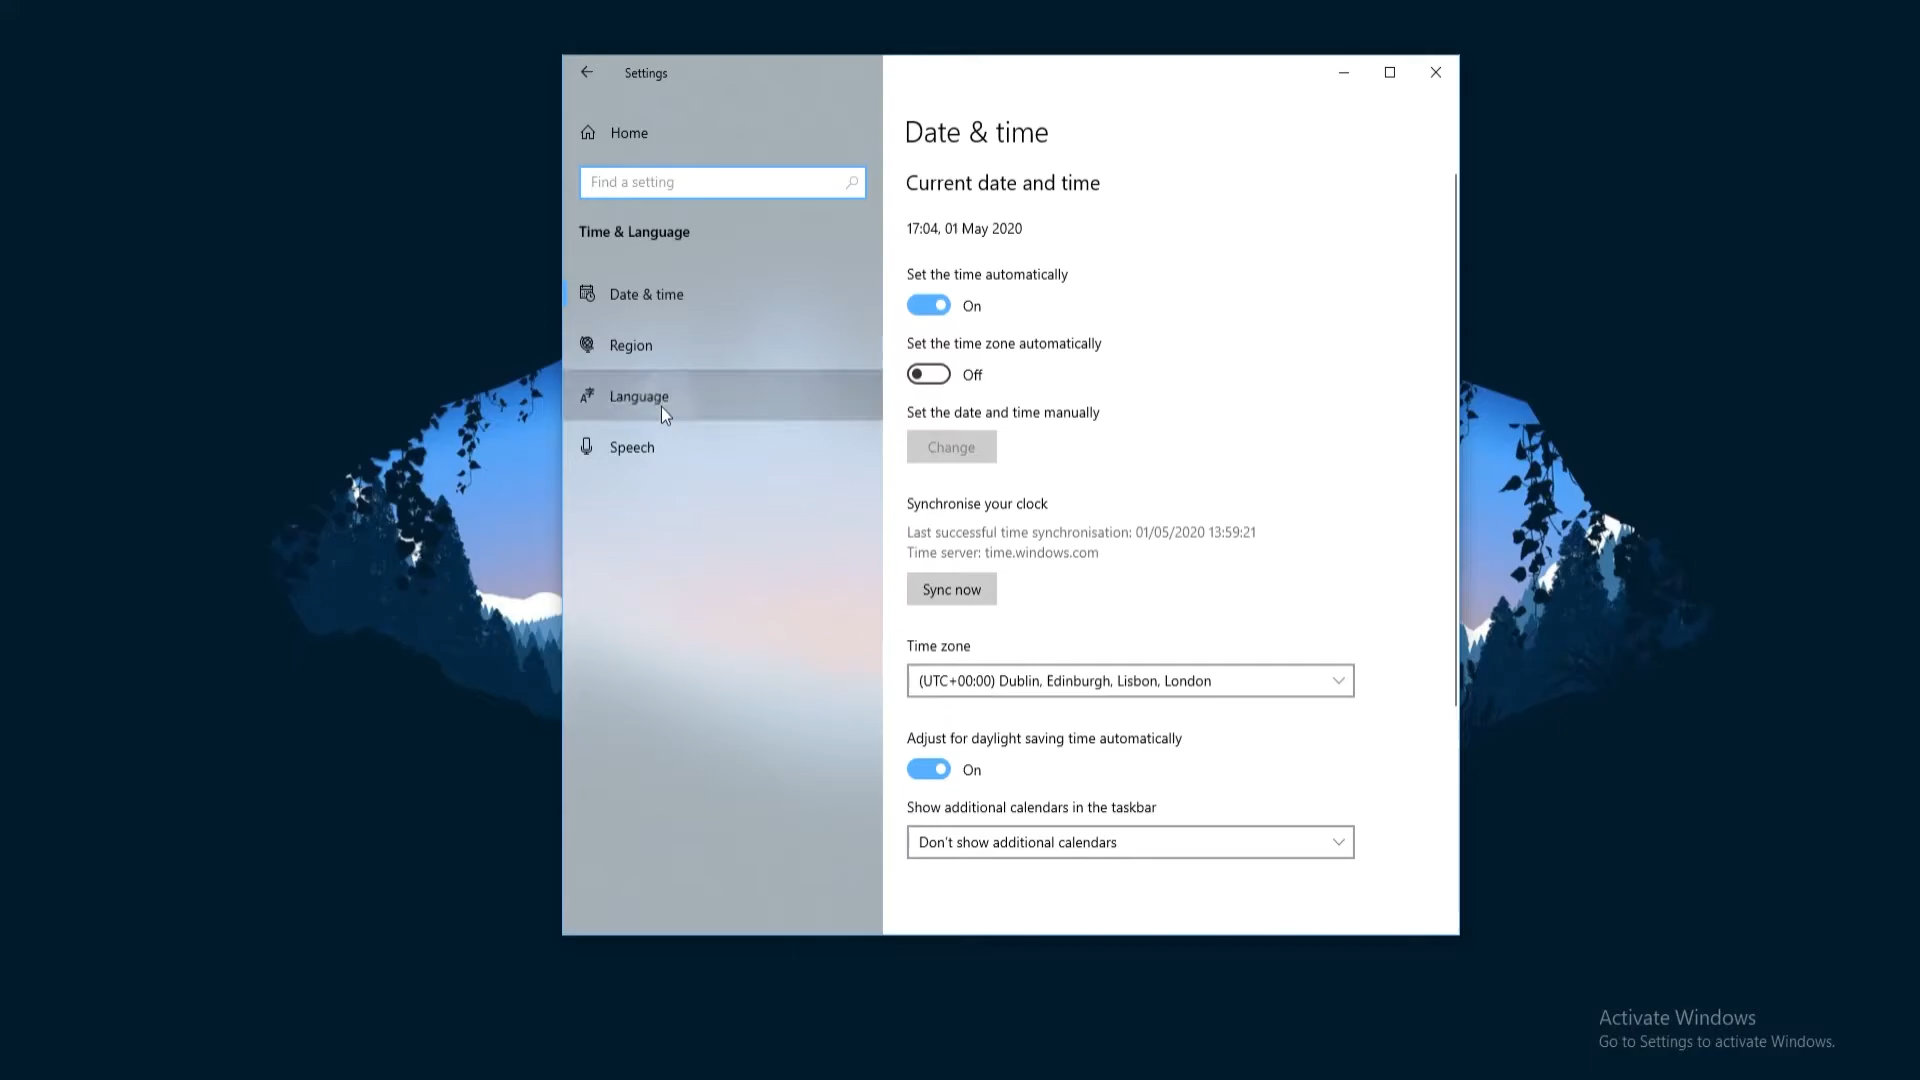 Settings
Home
Find a setting
Time & Language
Date & time
Region
Language
Speech
Date & time
Current date and time
17:04, 01 May 2020
Set the time automatically
On
Set the time zone automatically
Off
Set the date and time manually
Change
Synchronise your clock
Last successful time synchronisation: 01/05/2020 13:59:21
Time server: time.windows.com
Sync now
Time zone
(UTC+00:00) Dublin, Edinburgh, Lisbon, London
Adjust for daylight saving time automatically
On
Show additional calendars in the taskbar
Don't show additional calendars
Activate Windows
Go to Settings to activate Windows.